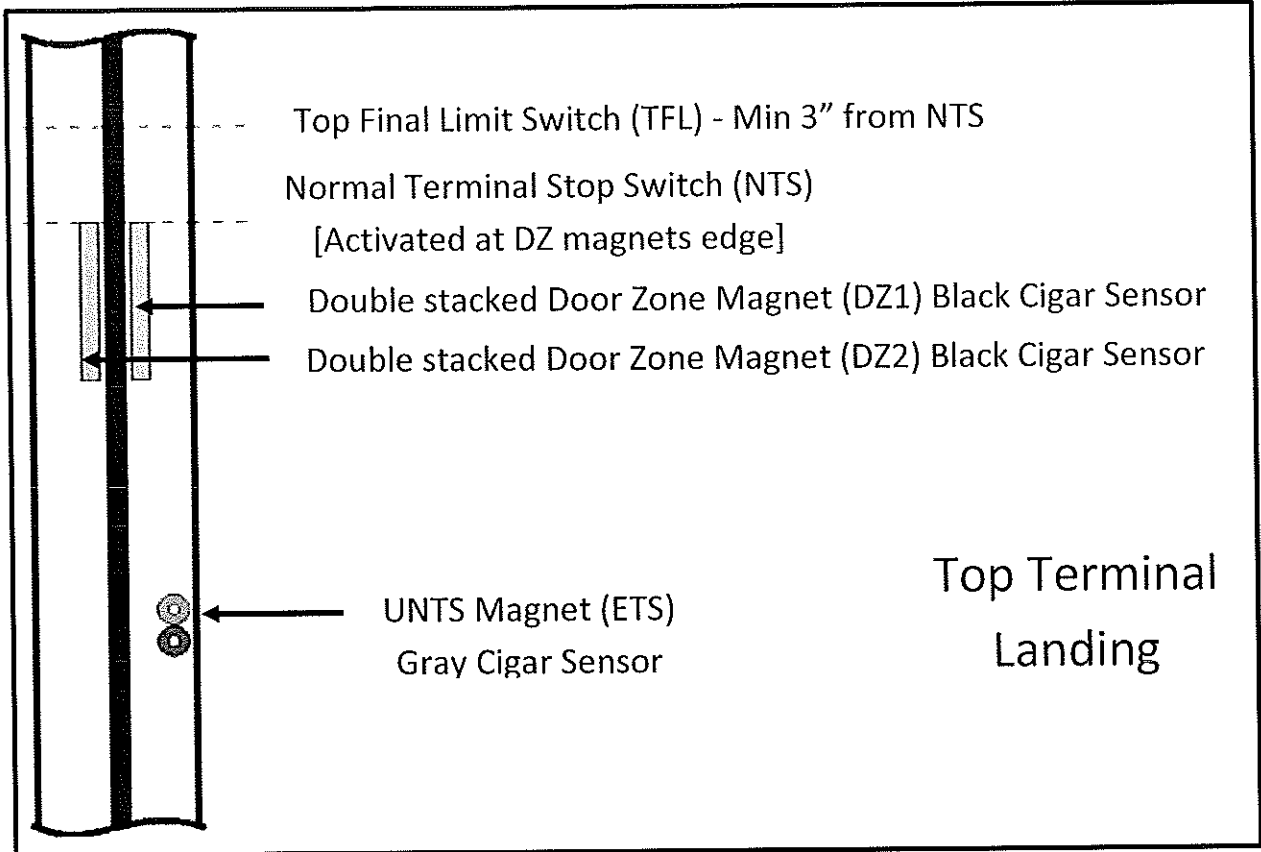 Top Final Limit Switch (TFL) - Min 3” from NTS
Normal Terminal Stop Switch (NTS)
[Activated at DZ magnets edge]
Double stacked Door Zone Magnet (DZ1) Black Cigar Sensor
Double stacked Door Zone Magnet (DZ2) Black Cigar Sensor
UNTS Magnet (ETS)
Gray Cigar Sensor
Top Terminal
Landing